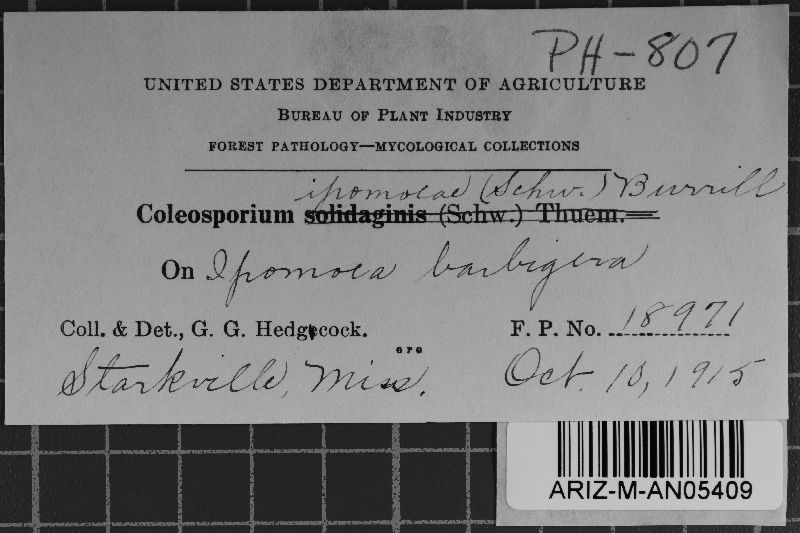 PH-807
UNITED STATES DEPARTMENT OF AGRICULTURE
BUREAU OF PLANT INDUSTRY
FOREST PATHOLOGY—MYCOLOGICAL COLLECTIONS
ipomoeae (Schw.) Burrill
Coleosporium solidaginis (Schw.) Thuem.
On Ipomoea barbigera
Coll. & Det., G. G. Hedgcock. F. P. No. 18971
Starkville, Miss. Oct. 10, 1915
ARIZ-M-AN05409